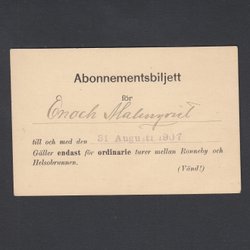 Abonnementsbiljett
för
Enoch Malmqvist
till och med den 31 Augusti 1907
Gäller endast för ordinarie turer mellan Ronneby och
Helsobrunnen.
(Vänd!)